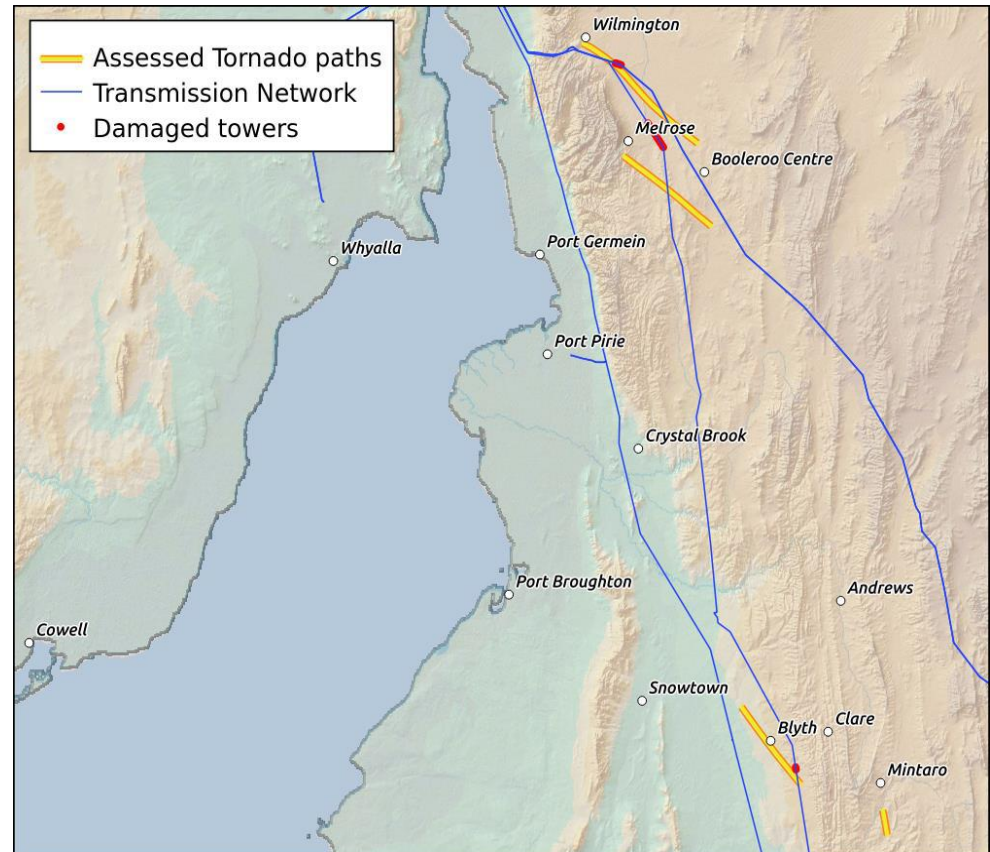 Assessed Tornado paths
Transmission Network
Damaged towers
Wilmington
Melrose
Booleroo Centre
Port Germein
Whyalla
Port Pirie
Crystal Brook
Port Broughton
Andrews
Cowell
Snowtown
Blyth
Clare
Mintaro